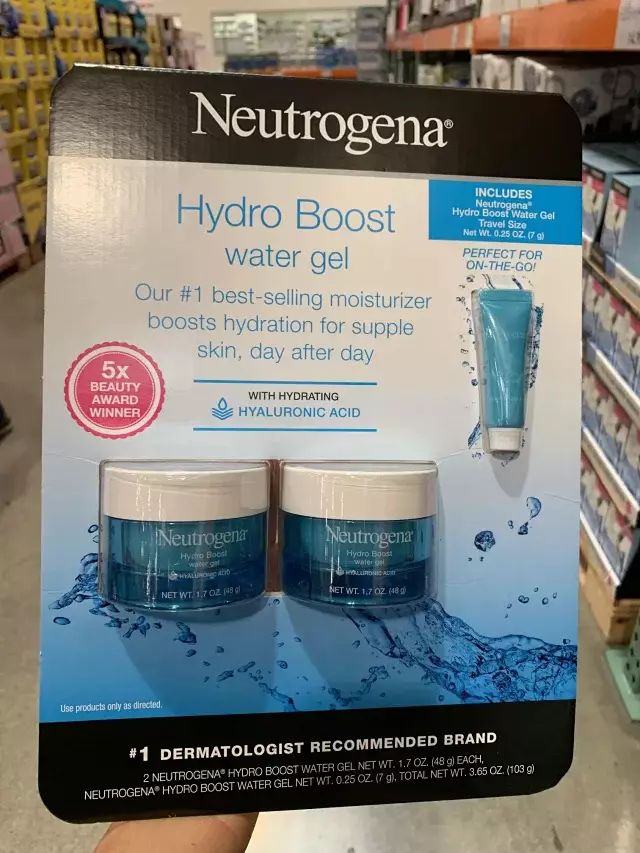 Neutrogena®
Hydro Boost
water gel
Our #1 best-selling moisturizer
boosts hydration for supple
skin, day after day
INCLUDES
Neutrogena®
Hydro Boost Water Gel
Travel Size
Net Wt. 0.25 OZ. (7 g)
PERFECT FOR
ON-THE-GO!
5x
BEAUTY
AWARD
WINNER
WITH HYDRATING
HYALURONIC ACID
Neutrogena®
Hydro Boost
water gel
HYALURONIC ACID
NET WT. 1.7 OZ. (48 g)
Neutrogena®
Hydro Boost
water gel
HYALURONIC ACID
NET WT. 1.7 OZ. (48 g)
Use products only as directed.
#1 DERMATOLOGIST RECOMMENDED BRAND
2 NEUTROGENA® HYDRO BOOST WATER GEL NET WT. 1.7 OZ. (48 g) EACH,
NEUTROGENA® HYDRO BOOST WATER GEL NET WT. 0.25 OZ. (7 g), TOTAL NET WT. 3.65 OZ. (103 g)